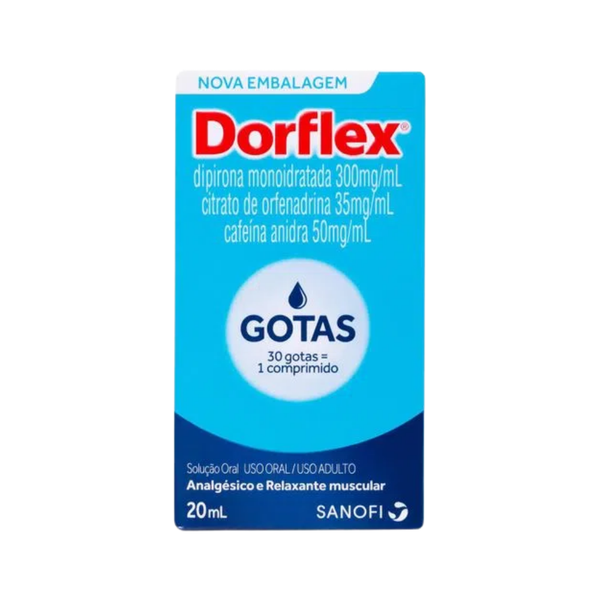 NOVA EMBALAGEM
Dorflex®
dipirona monoidratada 300mg/mL
citrato de orfenadrina 35mg/mL
cafeína anidra 50mg/mL
GOTAS
30 gotas =
1 comprimido
Solução Oral USO ORAL/USO ADULTO
Analgésico e Relaxante muscular
20mL
SANOFI